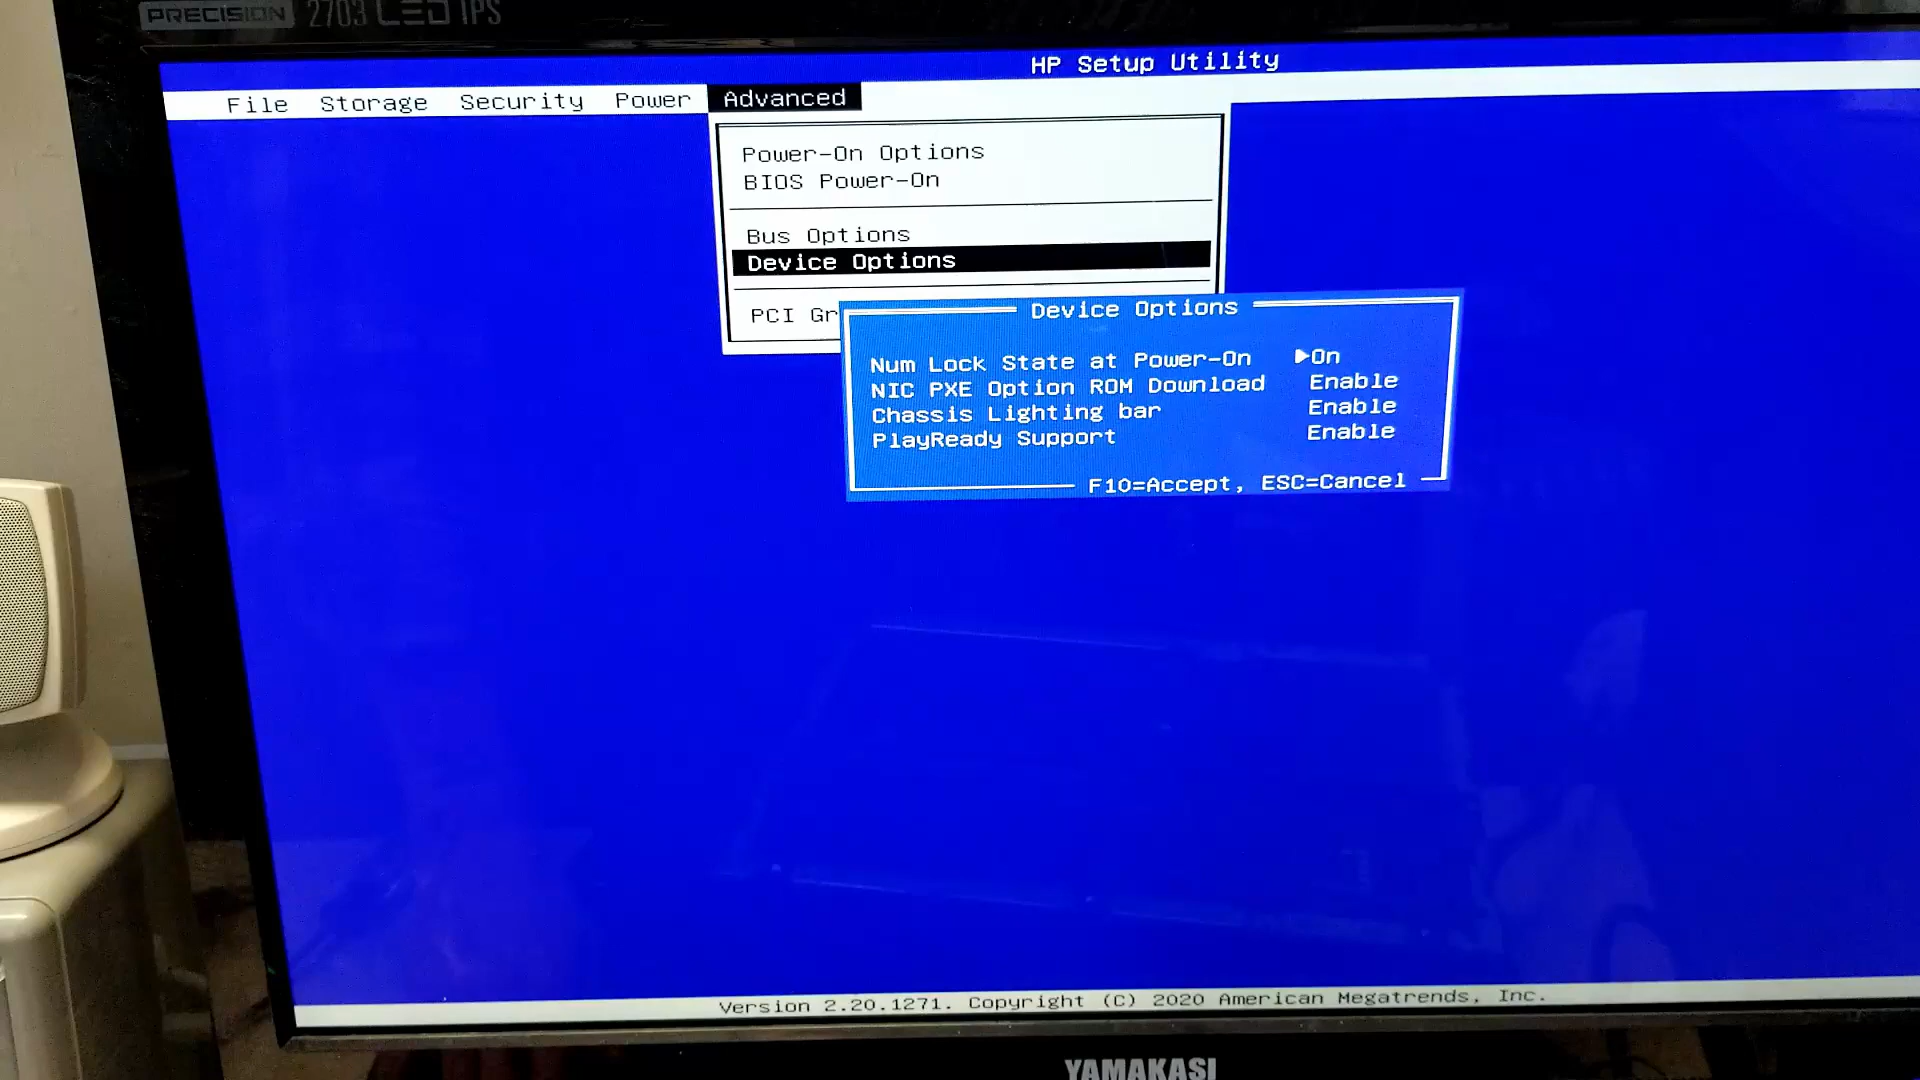 PRECISION 2703 LED IPS
HP Setup Utility
File Storage Security Power Advanced
Power-On Options
BIOS Power-On
Bus Options
Device Options
PCI Gr
Device Options
Num Lock State at Power-On ▶On
NIC PXE Option ROM Download Enable
Chassis Lighting bar Enable
PlayReady Support Enable
F10=Accept, ESC=Cancel
Version 2.20.1271. Copyright (C) 2020 American Megatrends, Inc.
YAMAKASI